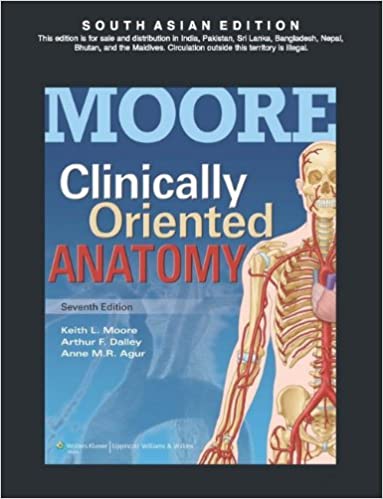 SOUTH ASIAN EDITION
This edition is for sale and distribution in India, Pakistan, Sri Lanka, Bangladesh, Nepal,
Bhutan, and the Maldives. Circulation outside this territory is illegal.
MOORE
Clinically
Oriented
ANATOMY
Seventh Edition
Keith L. Moore
Arthur F. Dalley
Anne M.R. Agur
Wolters Kluwer | Lippincott Williams & Wilkins